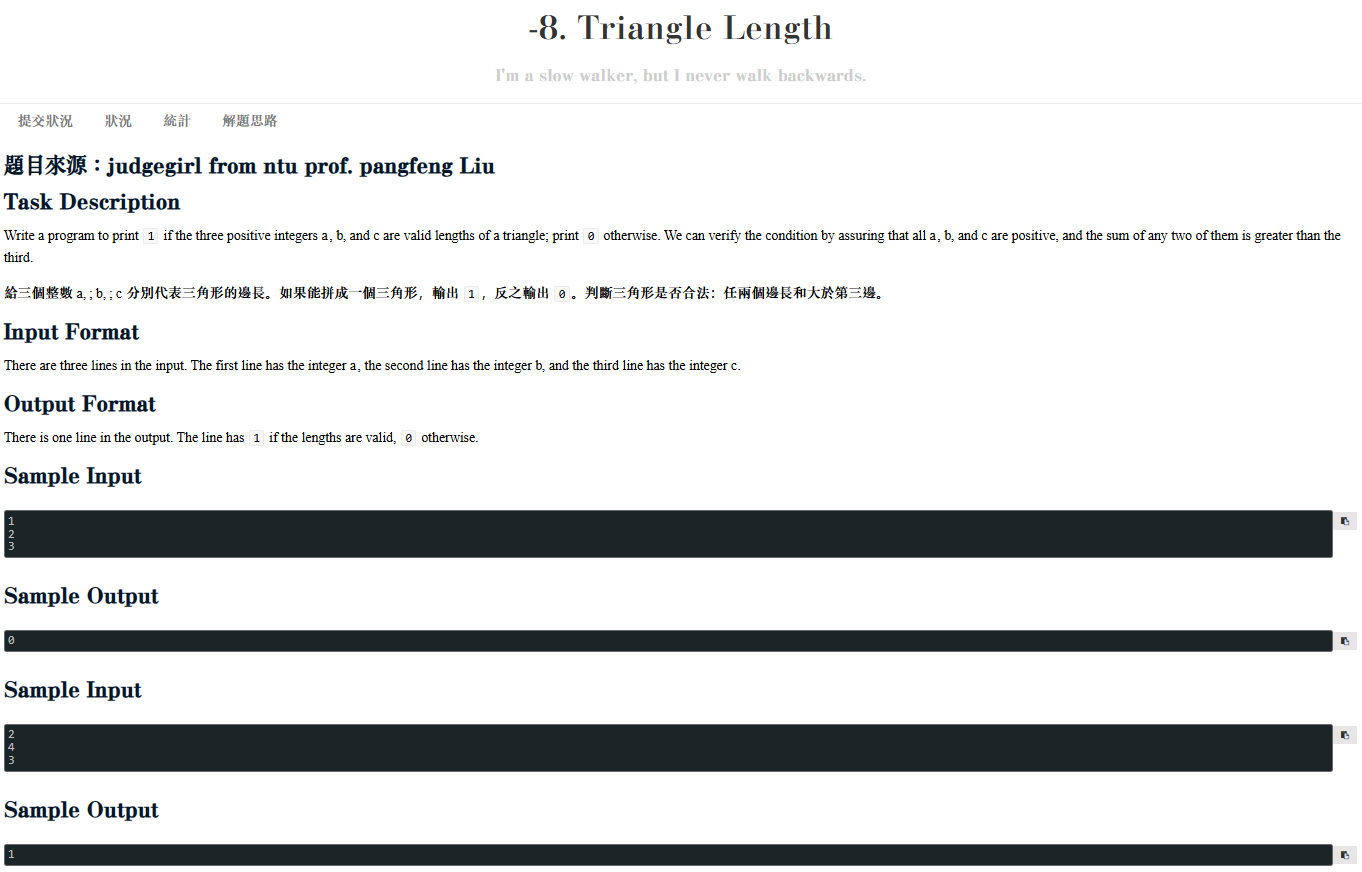 -8. Triangle Length
I'm a slow walker, but I never walk backwards.
提交狀況 狀況 統計 解題思路
題目來源：judgegirl from ntu prof. pangfeng Liu
Task Description
Write a program to print 1 if the three positive integers a, b, and c are valid lengths of a triangle; print 0 otherwise. We can verify the condition by assuring that all a, b, and c are positive, and the sum of any two of them is greater than the
third.
給三個整數 a, ; b, ; c 分別代表三角形的邊長。如果能拼成一個三角形，輸出 1 ，反之輸出 0 。判斷三角形是否合法：任兩個邊長和大於第三邊。
Input Format
There are three lines in the input. The first line has the integer a, the second line has the integer b, and the third line has the integer c.
Output Format
There is one line in the output. The line has 1 if the lengths are valid, 0 otherwise.
Sample Input
1
2
3
Sample Output
0
Sample Input
2
4
3
Sample Output
1